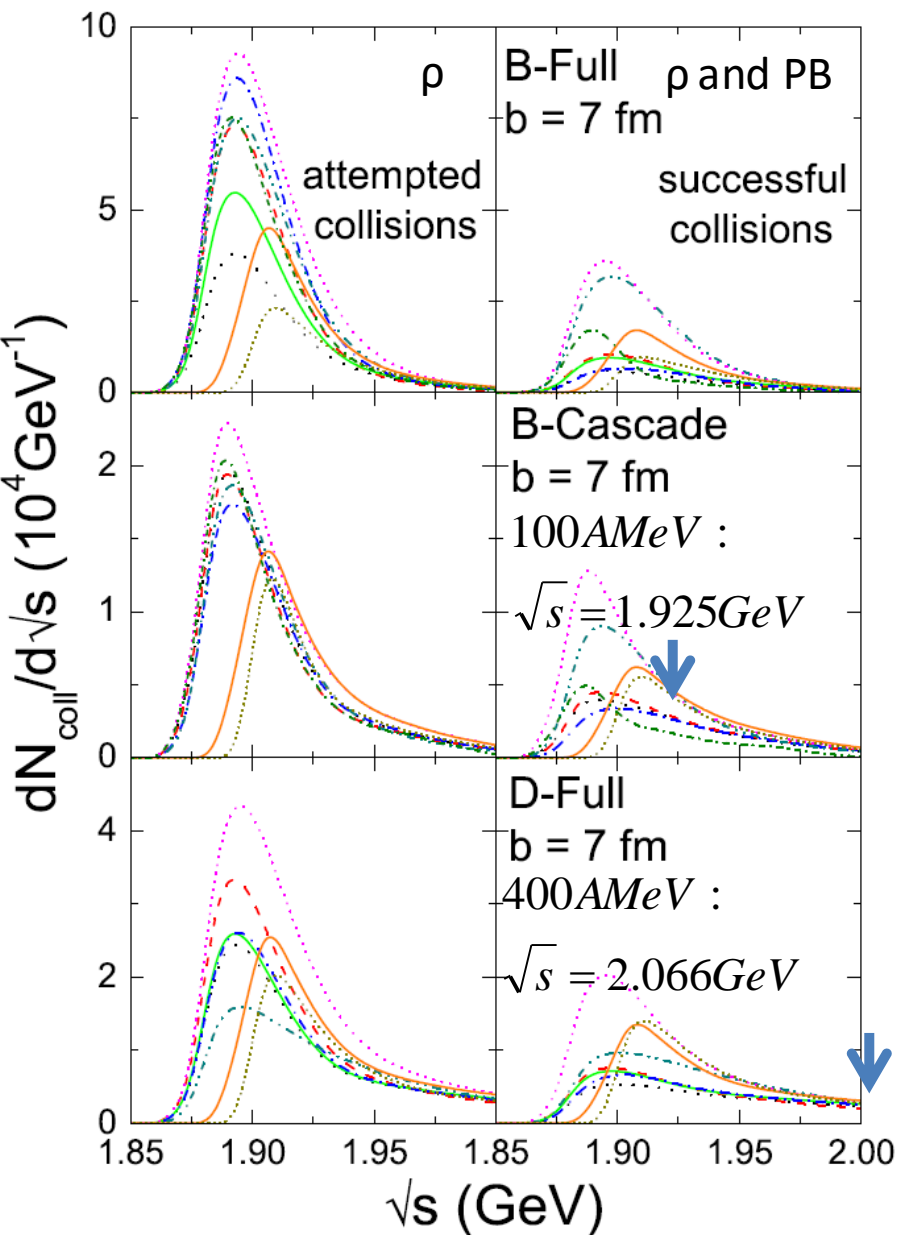 10
ρ
B-Full
ρ and PB
b = 7 fm
attempted
collisions
successful
collisions
5
0
B-Cascade
b = 7 fm
100AMeV :
√s = 1.925GeV
2
1
0
D-Full
b = 7 fm
400AMeV :
√s = 2.066GeV
4
2
0
dN_coll/d√s (10⁴GeV⁻¹)
1.85 1.90 1.95 1.85 1.90 1.95 2.00
√s (GeV)